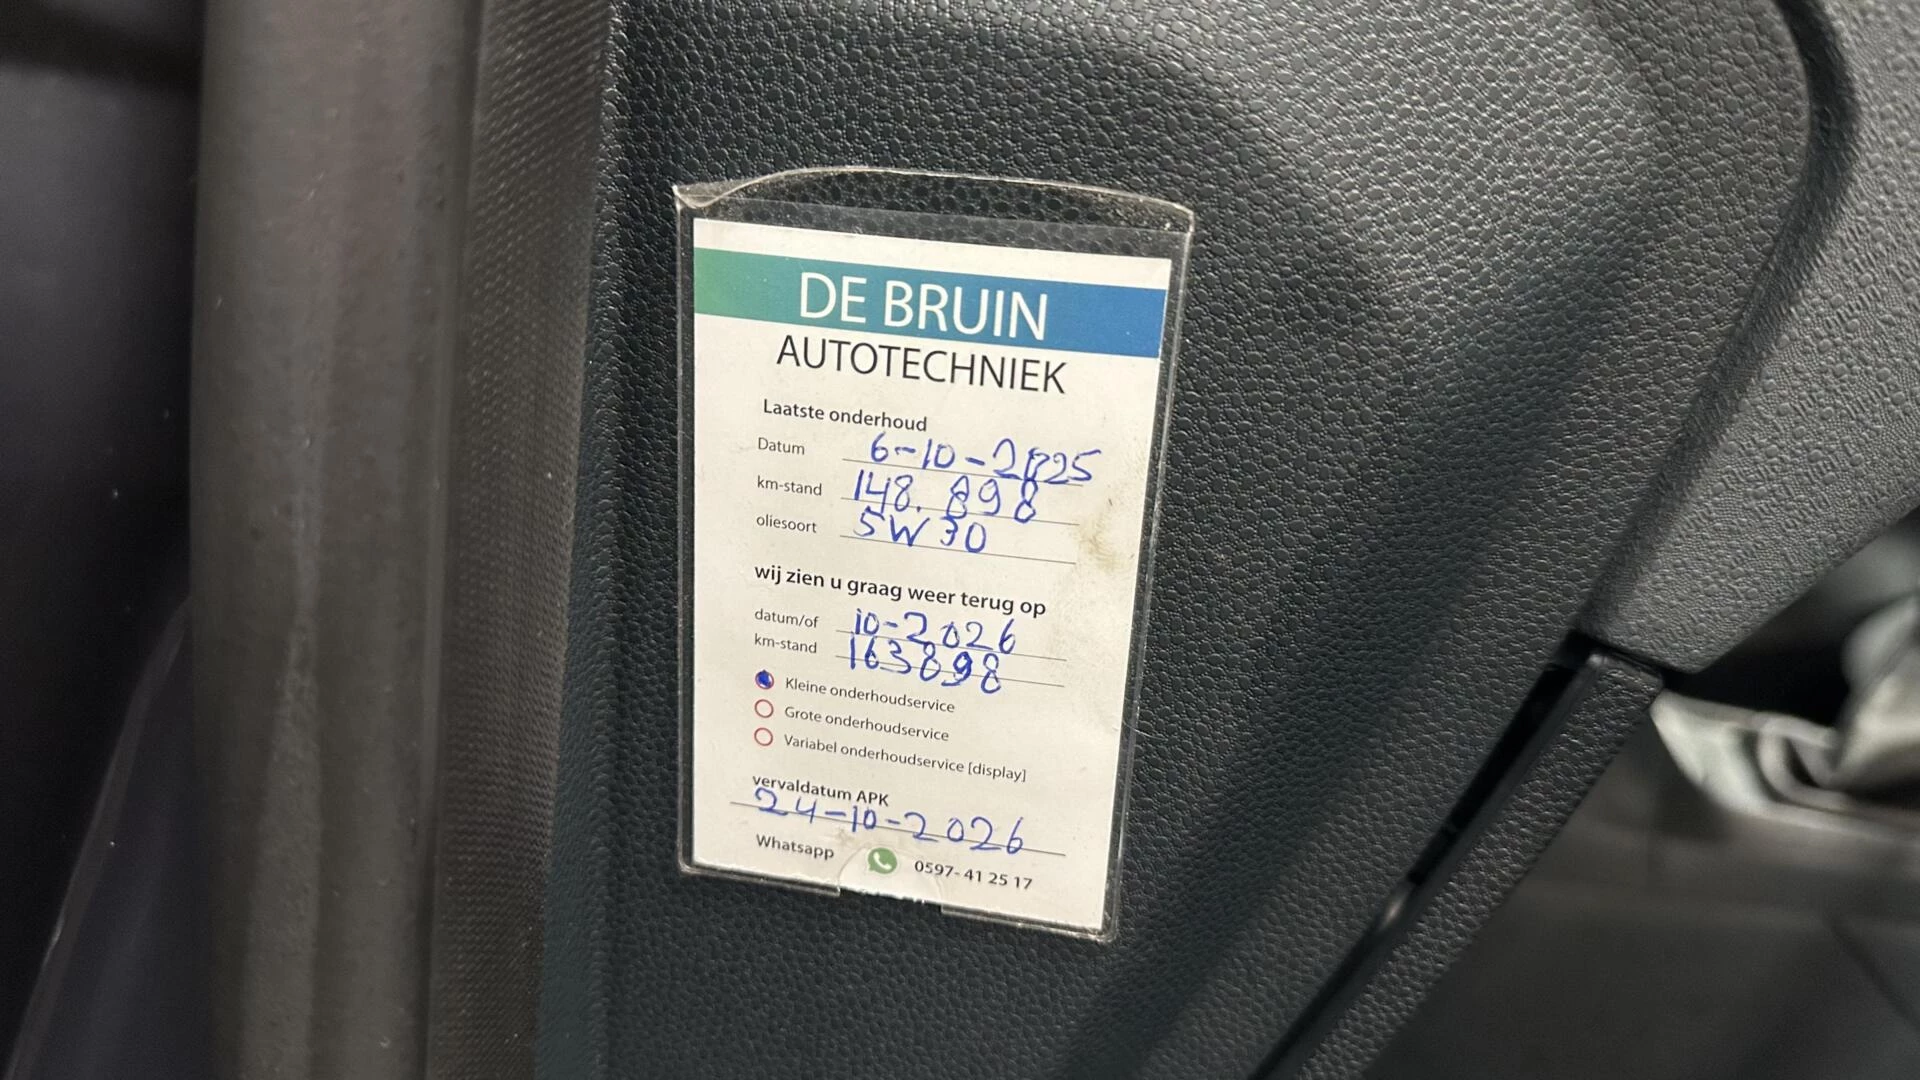 DE BRUIN
AUTOTECHNIEK
Laatste onderhoud
Datum 6-10-2025
km-stand 148.898
oliesoort 5W30
wij zien u graag weer terug op
datum/of 10-2026
km-stand 163898
Kleine onderhoudservice
Grote onderhoudservice
Variabel onderhoudservice [display]
vervaldatum APK
24-10-2026
Whatsapp 0597- 41 25 17